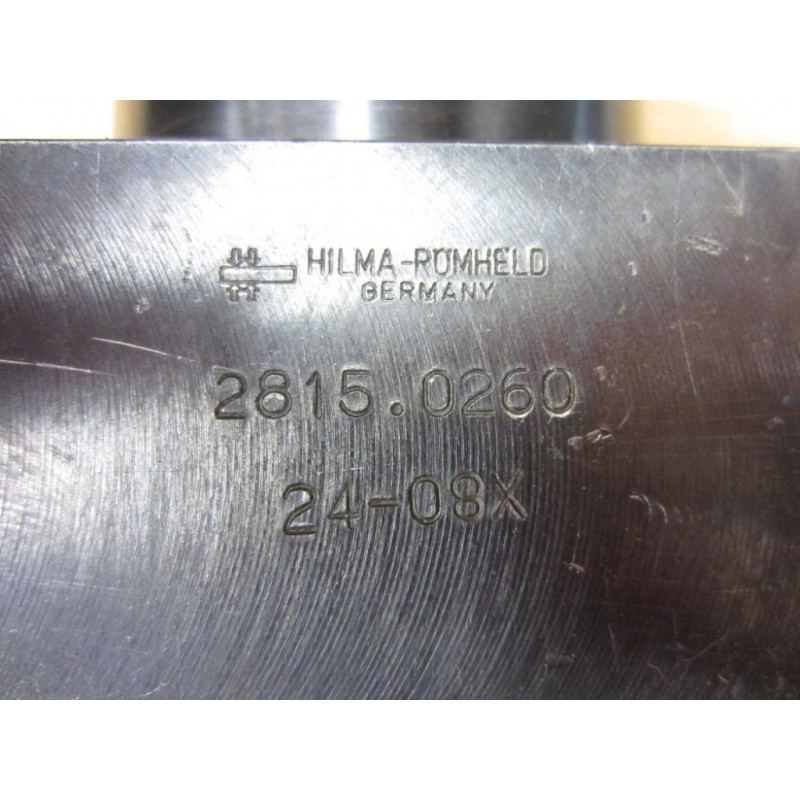 HILMA-RÖMHELD
GERMANY
2815.0260
24-08X